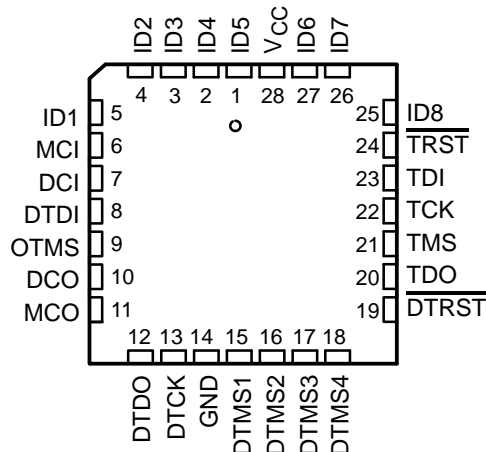 ID2 ID3 ID4 ID5 VCC ID6 ID7
4 3 2 1 28 27 26
ID1 5 25 ID8
MCI 6 24 TRST
DCI 7 23 TDI
DTDI 8 22 TCK
OTMS 9 21 TMS
DCO 10 20 TDO
MCO 11 19 DTRST
12 13 14 15 16 17 18
DTDO DTCK GND DTMS1 DTMS2 DTMS3 DTMS4